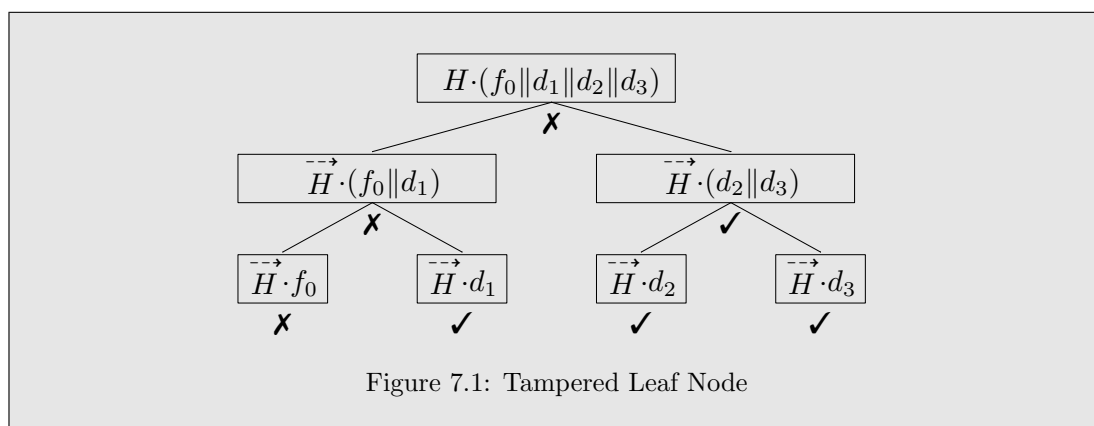 H·(f₀‖d₁‖d₂‖d₃)
✗
H⃗·(f₀‖d₁) H⃗·(d₂‖d₃)
✗ ✓
H⃗·f₀ H⃗·d₁ H⃗·d₂ H⃗·d₃
✗ ✓ ✓ ✓
Figure 7.1: Tampered Leaf Node